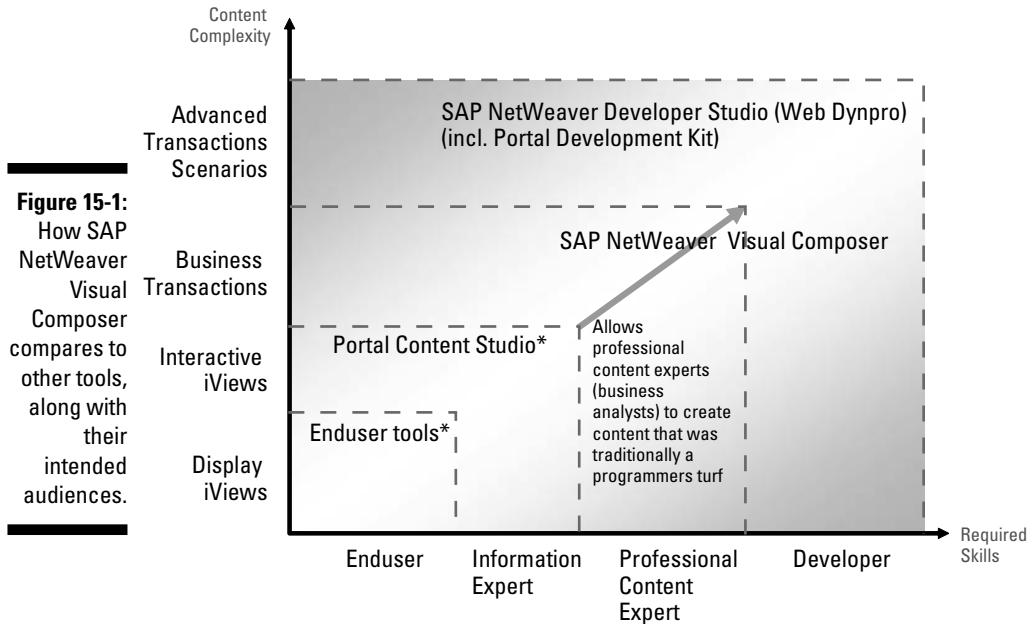 Content
Complexity
Advanced
Transactions
Scenarios
Business
Transactions
Interactive
iViews
Display
iViews
SAP NetWeaver Developer Studio (Web Dynpro)
(incl. Portal Development Kit)
SAP NetWeaver Visual Composer
Portal Content Studio*
Allows
professional
content experts
(business
analysts) to create
content that was
traditionally a
programmers turf
Enduser tools*
Enduser
Information
Expert
Professional
Content
Expert
Developer
Required
Skills
Figure 15-1:
How SAP
NetWeaver
Visual
Composer
compares to
other tools,
along with
their
intended
audiences.